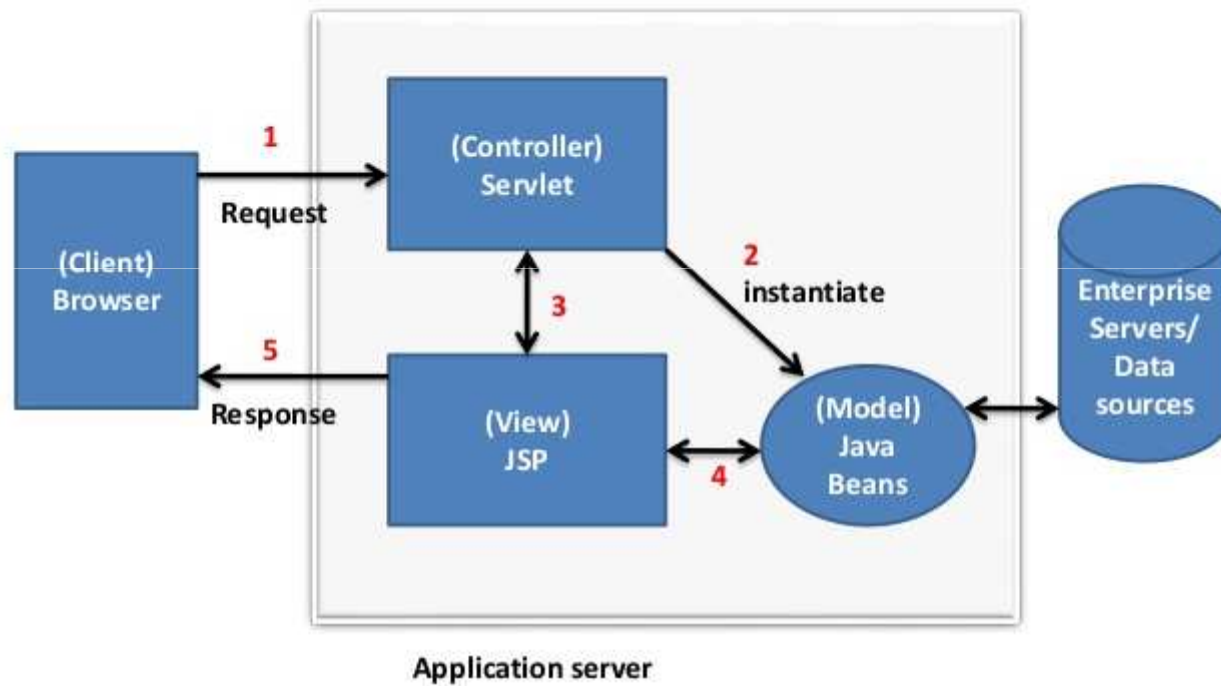 1
Request
(Client)
Browser
5
Response
(Controller)
Servlet
2
instantiate
3
(View)
JSP
4
(Model)
Java
Beans
Enterprise
Servers/
Data
sources
Application server